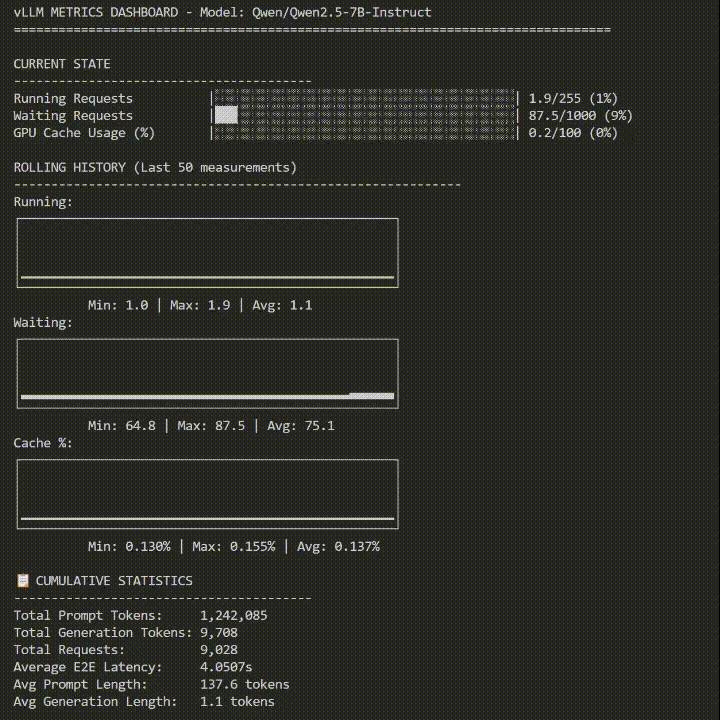 vLLM METRICS DASHBOARD - Model: Qwen/Qwen2.5-7B-Instruct
================================================================================
CURRENT STATE
----------------------------------------
Running Requests | | 1.9/255 (1%)
Waiting Requests | | 87.5/1000 (9%)
GPU Cache Usage (%) | | 0.2/100 (0%)
ROLLING HISTORY (Last 50 measurements)
------------------------------------------------------------
Running:
Min: 1.0 | Max: 1.9 | Avg: 1.1
Waiting:
Min: 64.8 | Max: 87.5 | Avg: 75.1
Cache %:
Min: 0.130% | Max: 0.155% | Avg: 0.137%
📋 CUMULATIVE STATISTICS
----------------------------------------
Total Prompt Tokens: 1,242,085
Total Generation Tokens: 9,708
Total Requests: 9,028
Average E2E Latency: 4.0507s
Avg Prompt Length: 137.6 tokens
Avg Generation Length: 1.1 tokens